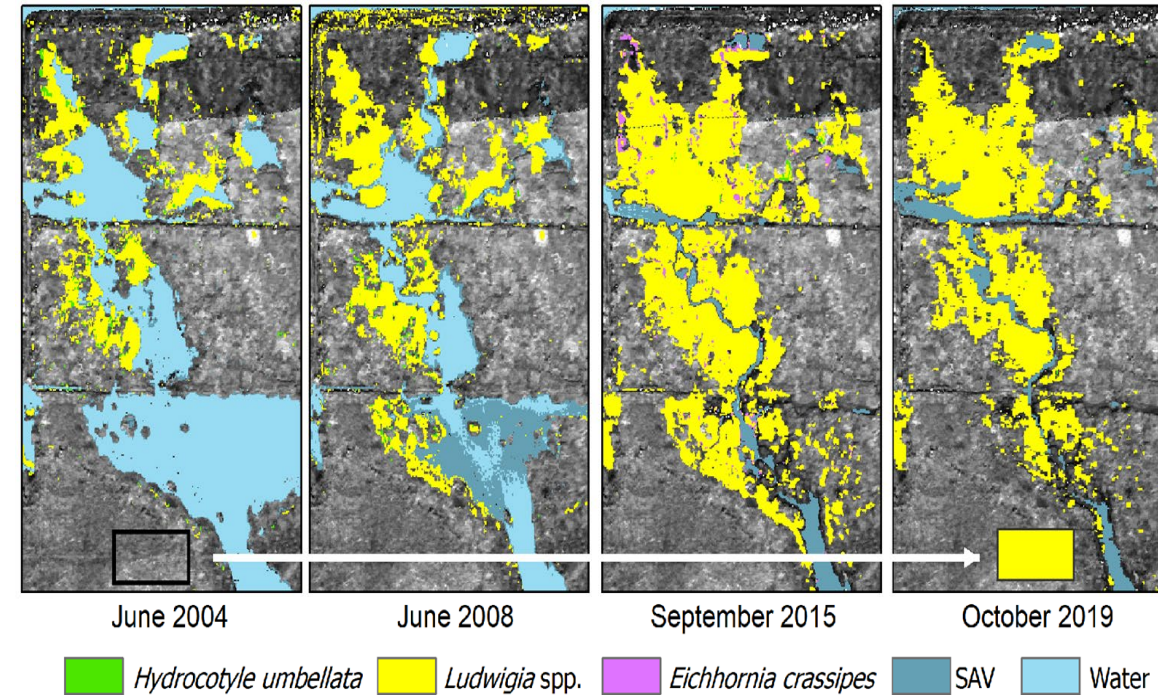 June 2004
June 2008
September 2015
October 2019
Hydrocotyle umbellata
Ludwigia spp.
Eichhornia crassipes
SAV
Water